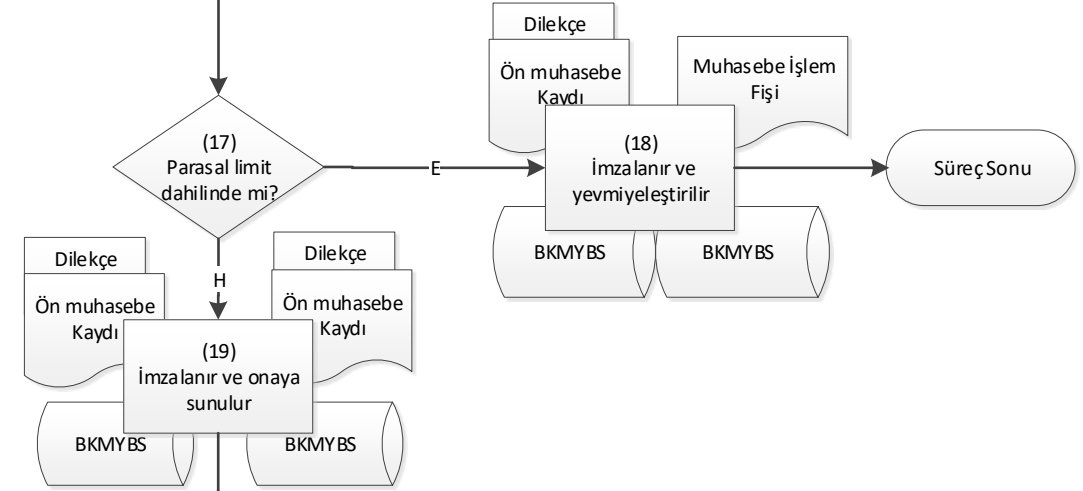 Dilekçe
Ön muhasebe
Kaydı
Muhasebe İşlem
Fişi
(17)
Parasal limit
dahilinde mi?
E
(18)
İmzalanır ve
yevmiyeleştirilir
Süreç Sonu
BKMYBS
BKMYBS
H
Dilekçe
Ön muhasebe
Kaydı
Dilekçe
Ön muhasebe
Kaydı
(19)
İmzalanır ve onaya
sunulur
BKMYBS
BKMYBS